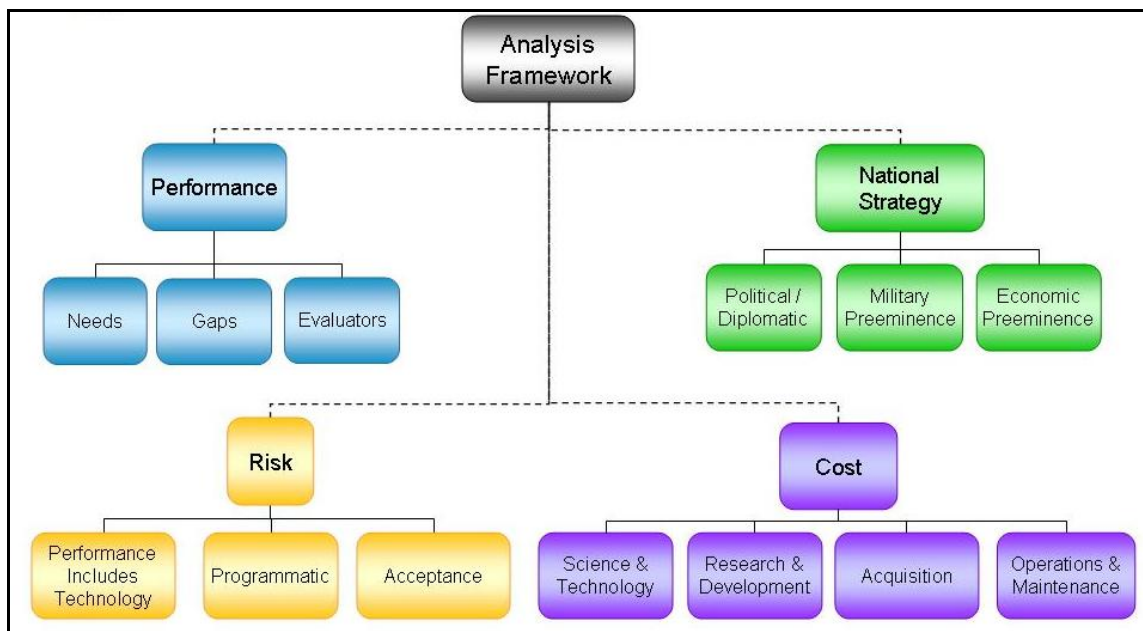 Analysis
Framework
Performance
National
Strategy
Needs
Gaps
Evaluators
Political /
Diplomatic
Military
Preeminence
Economic
Preeminence
Risk
Cost
Performance
Includes
Technology
Programmatic
Acceptance
Science &
Technology
Research &
Development
Acquisition
Operations &
Maintenance